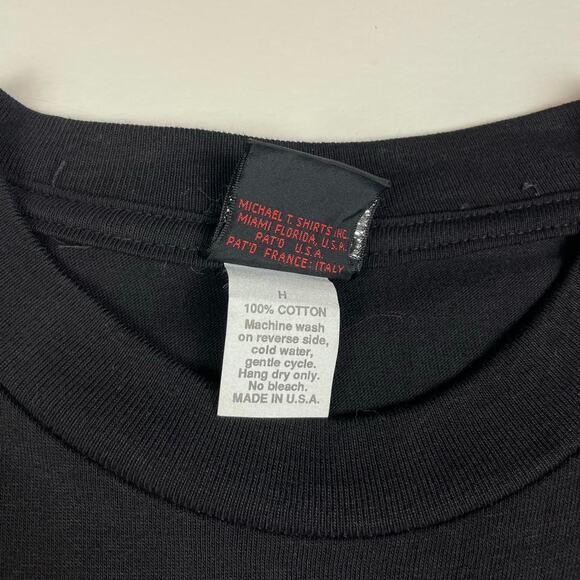 MICHAEL T. SHIRTS INC.
MIAMI FLORIDA, U.S.A.
PAT'D U.S.A.
PAT'D FRANCE: ITALY
H
100% COTTON
Machine wash
on reverse side,
cold water,
gentle cycle.
Hang dry only.
No bleach.
MADE IN U.S.A.